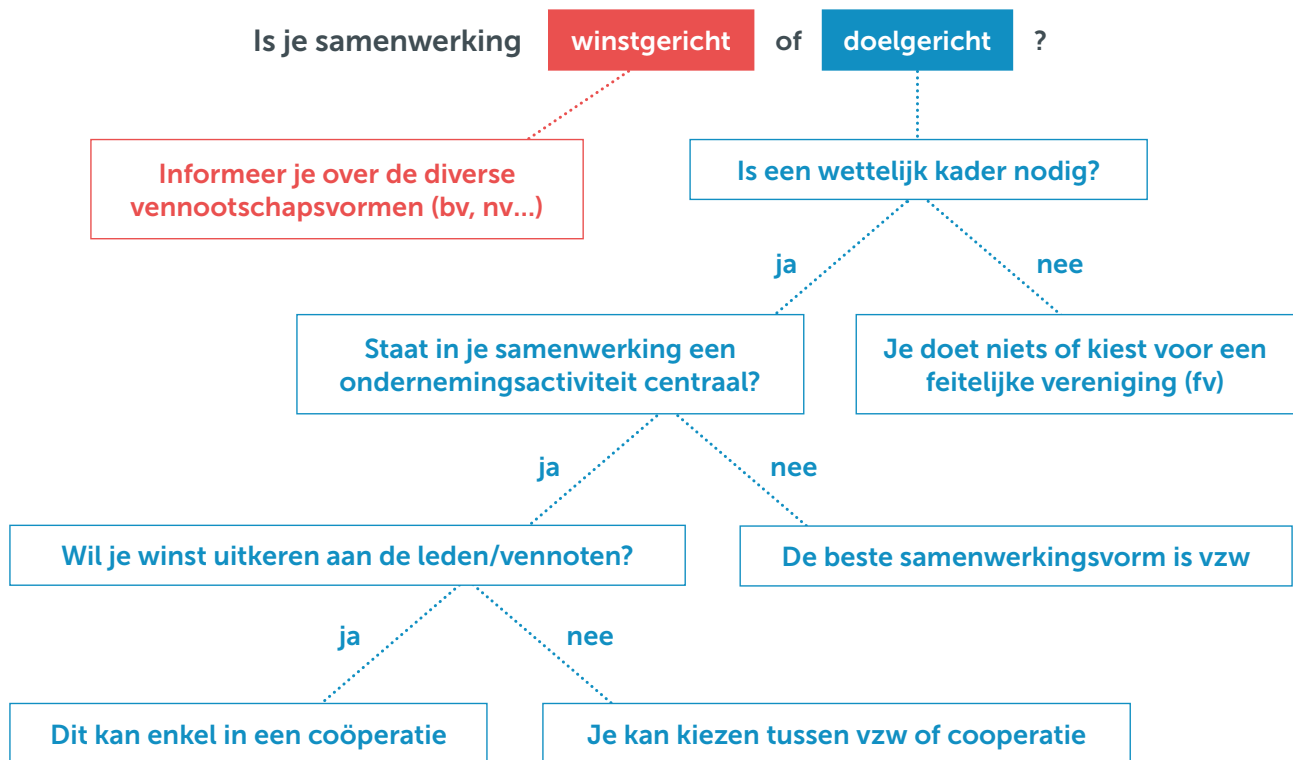 Is je samenwerking winstgericht of doelgericht ?
Informeer je over de diverse
vennootschapsvormen (bv, nv...)
Is een wettelijk kader nodig?
ja
nee
Staat in je samenwerking een
ondernemingsactiviteit centraal?
Je doet niets of kiest voor een
feitelijke vereniging (fv)
ja
nee
Wil je winst uitkeren aan de leden/vennoten?
De beste samenwerkingsvorm is vzw
ja
nee
Dit kan enkel in een coöperatie
Je kan kiezen tussen vzw of cooperatie